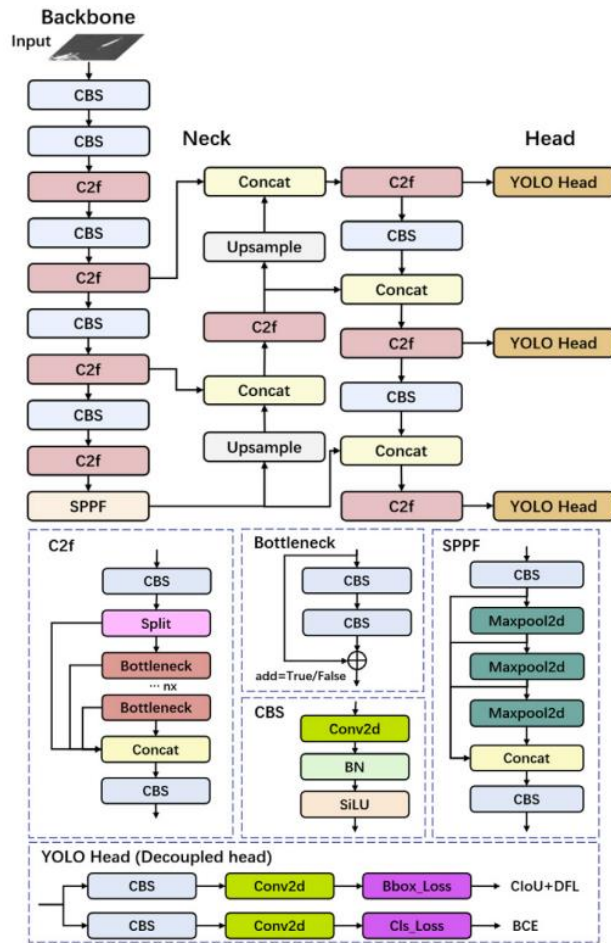 Backbone
Input
CBS
CBS
C2f
CBS
C2f
CBS
C2f
CBS
C2f
SPPF
Neck
Concat
Upsample
C2f
Concat
Upsample
C2f
CBS
Concat
C2f
CBS
Concat
C2f
Head
YOLO Head
YOLO Head
YOLO Head
C2f
CBS
Split
Bottleneck
··· nx
Bottleneck
Concat
CBS
Bottleneck
CBS
CBS
add=True/False
CBS
Conv2d
BN
SiLU
SPPF
CBS
Maxpool2d
Maxpool2d
Maxpool2d
Concat
CBS
YOLO Head (Decoupled head)
CBS Conv2d Bbox_Loss CIoU+DFL
CBS Conv2d Cls_Loss BCE